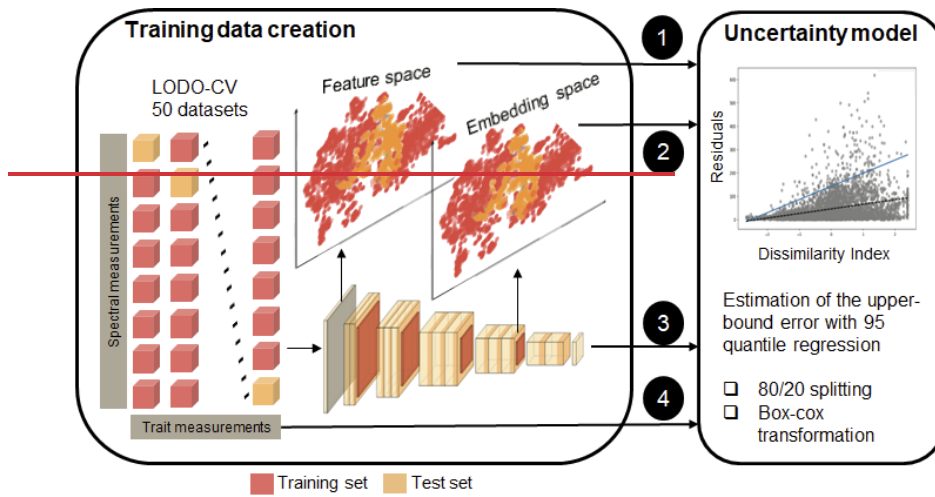 Training data creation
LODO-CV
50 datasets
Feature space
Embedding space
Spectral measurements
Trait measurements
1
2
3
4
Uncertainty model
Residuals
Dissimilarity Index
Estimation of the upper-
bound error with 95
quantile regression
80/20 splitting
Box-cox
transformation
Training set
Test set